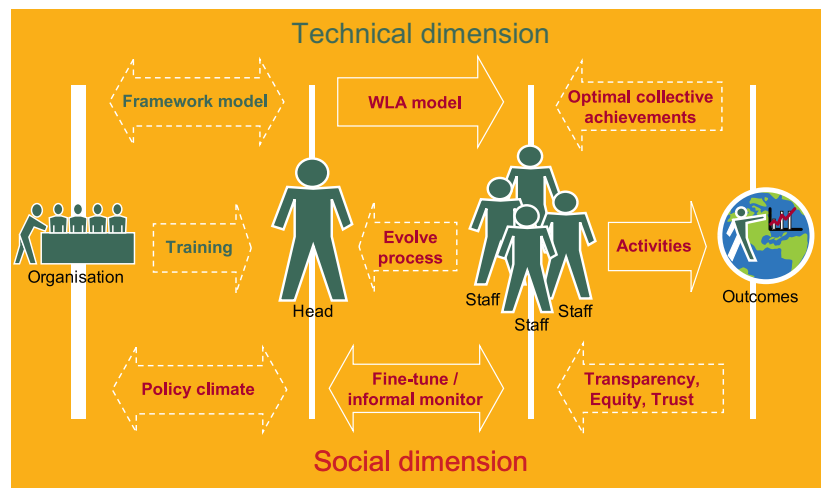 Technical dimension
Framework model
WLA model
Optimal collective
achievements
Training
Evolve
process
Activities
Organisation
Head
Staff
Staff
Staff
Outcomes
Policy climate
Fine-tune /
informal monitor
Transparency,
Equity, Trust
Social dimension